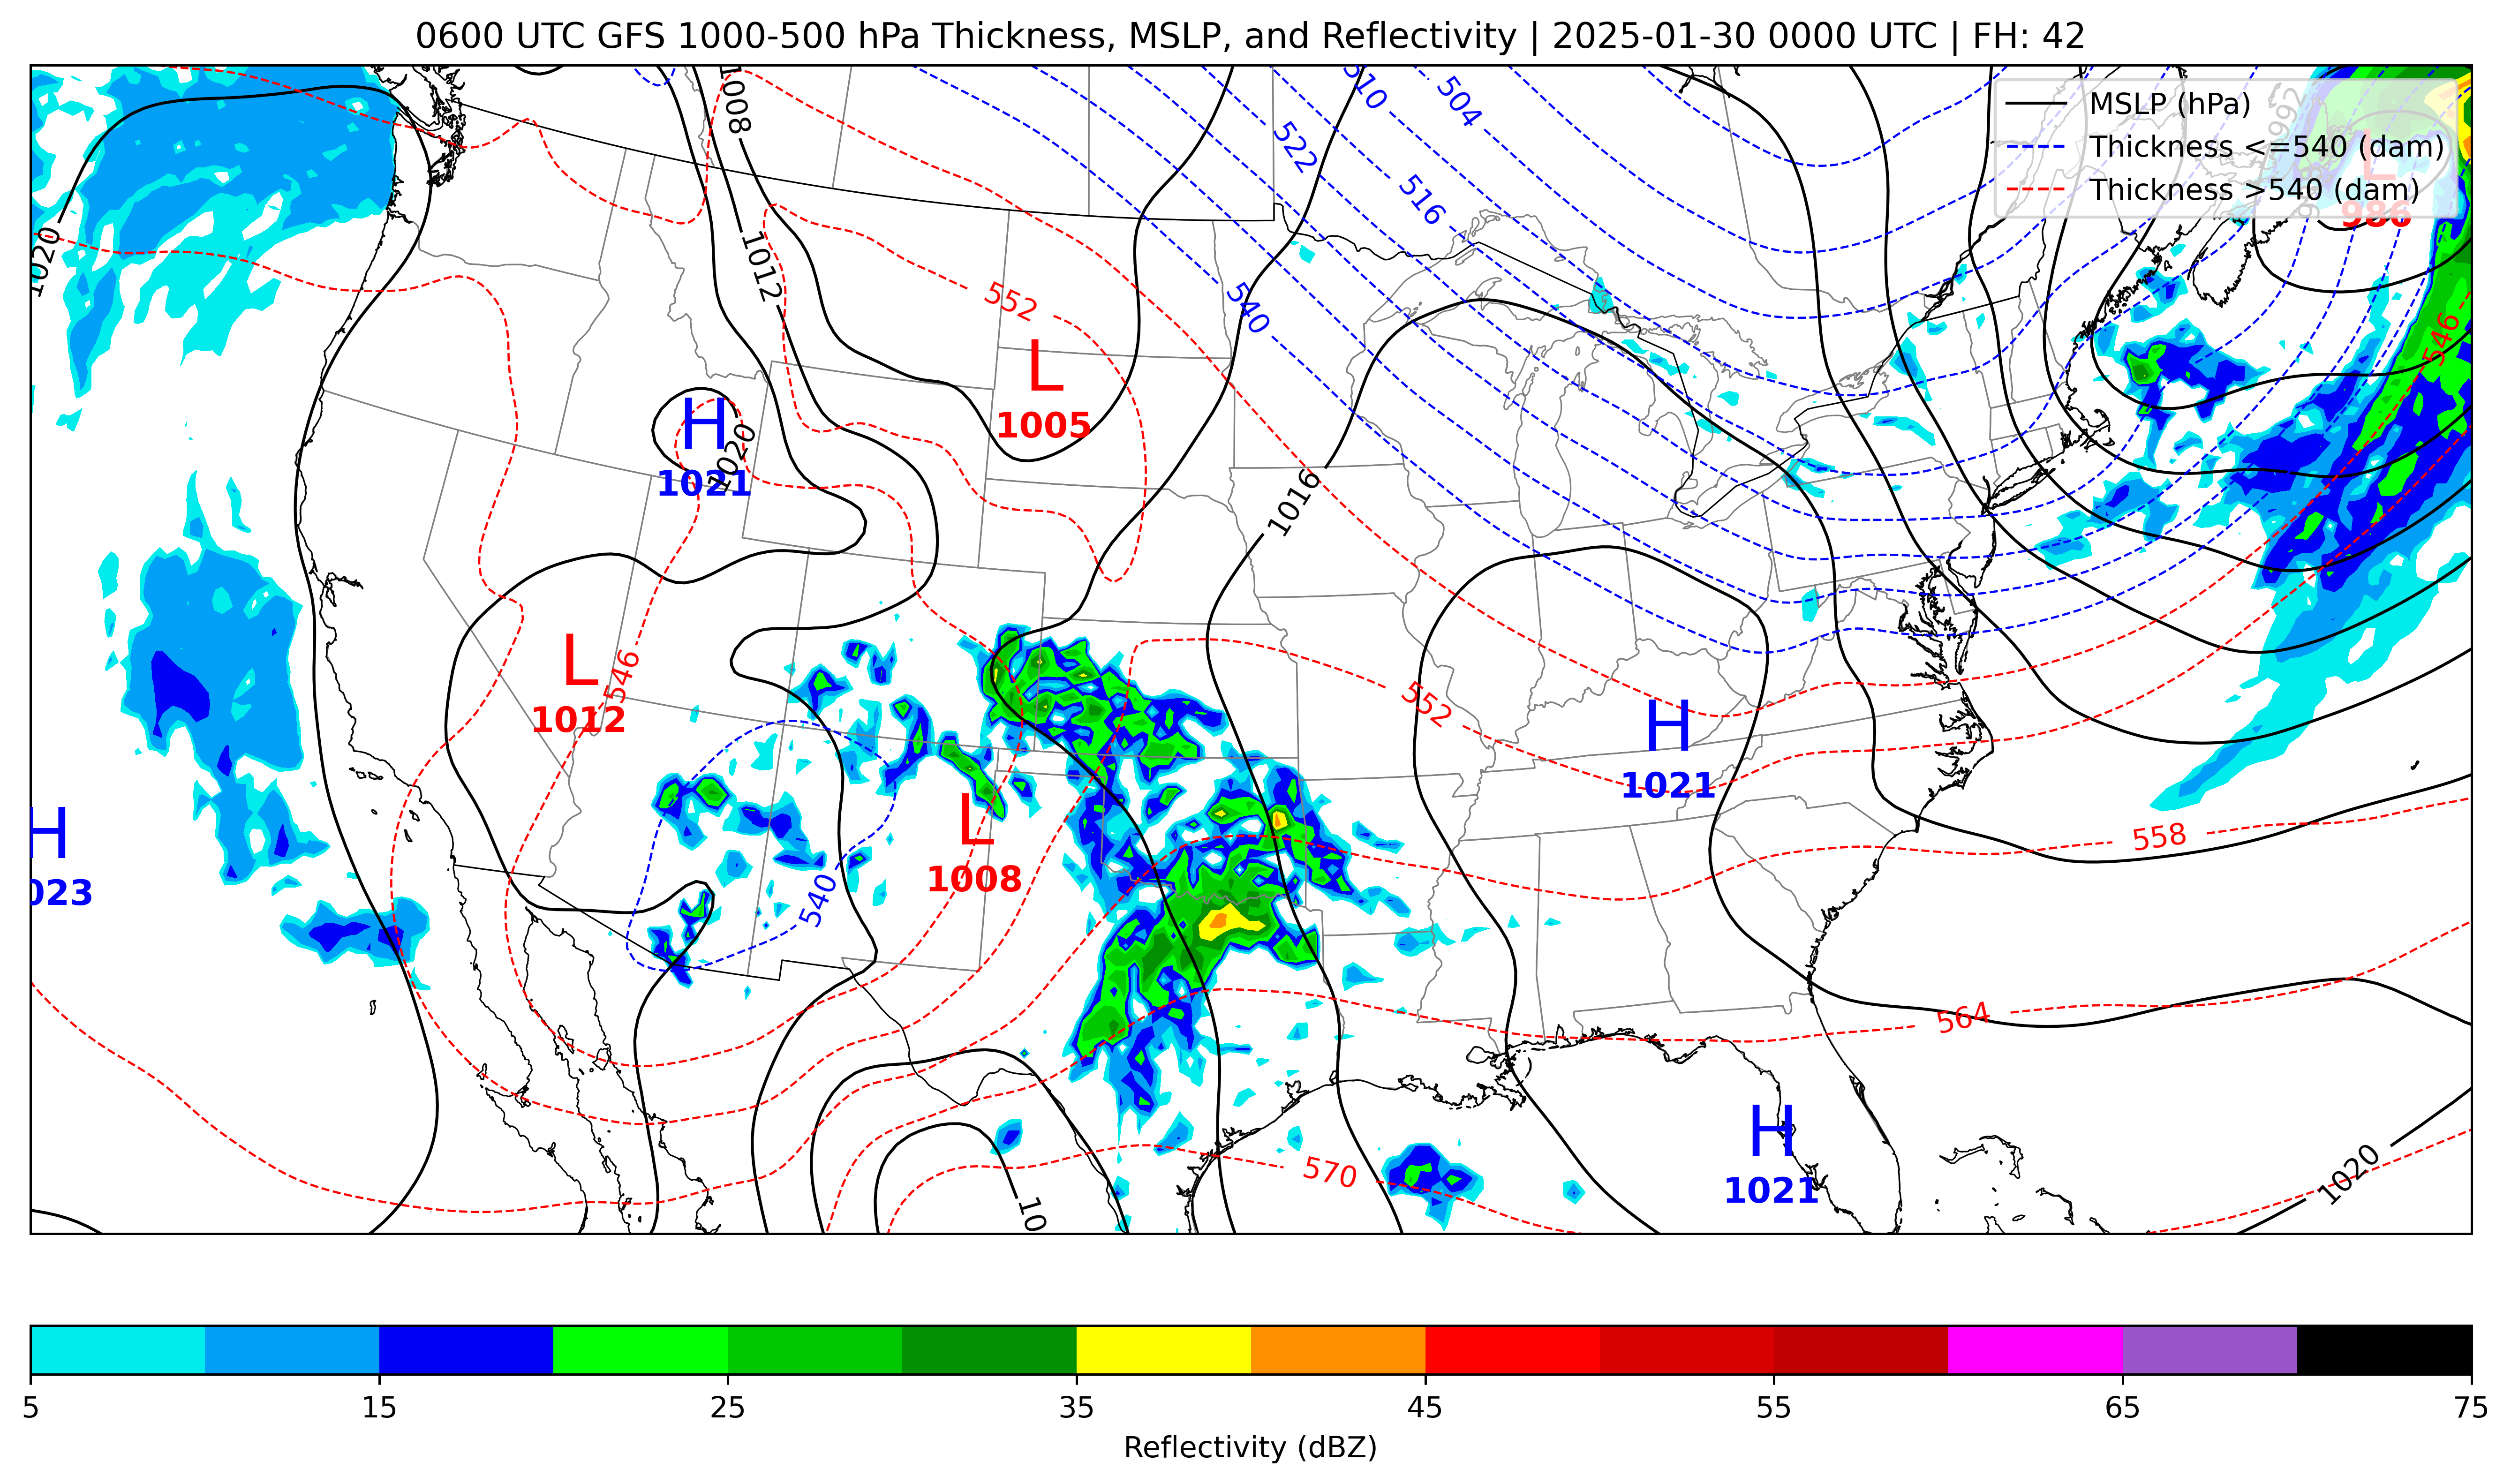 0600 UTC GFS 1000-500 hPa Thickness, MSLP, and Reflectivity | 2025-01-30 0000 UTC | FH: 42
MSLP (hPa)
Thickness <=540 (dam)
Thickness >540 (dam)
1008
510
504
992
522
516
L
986
1020
1012
552
540
546
L
1005
H
1021
1020
1016
L
1012
546
552
H
1021
H
023
L
1008
540
558
564
H
1021
570
1020
10
5
15
25
35
45
55
65
75
Reflectivity (dBZ)